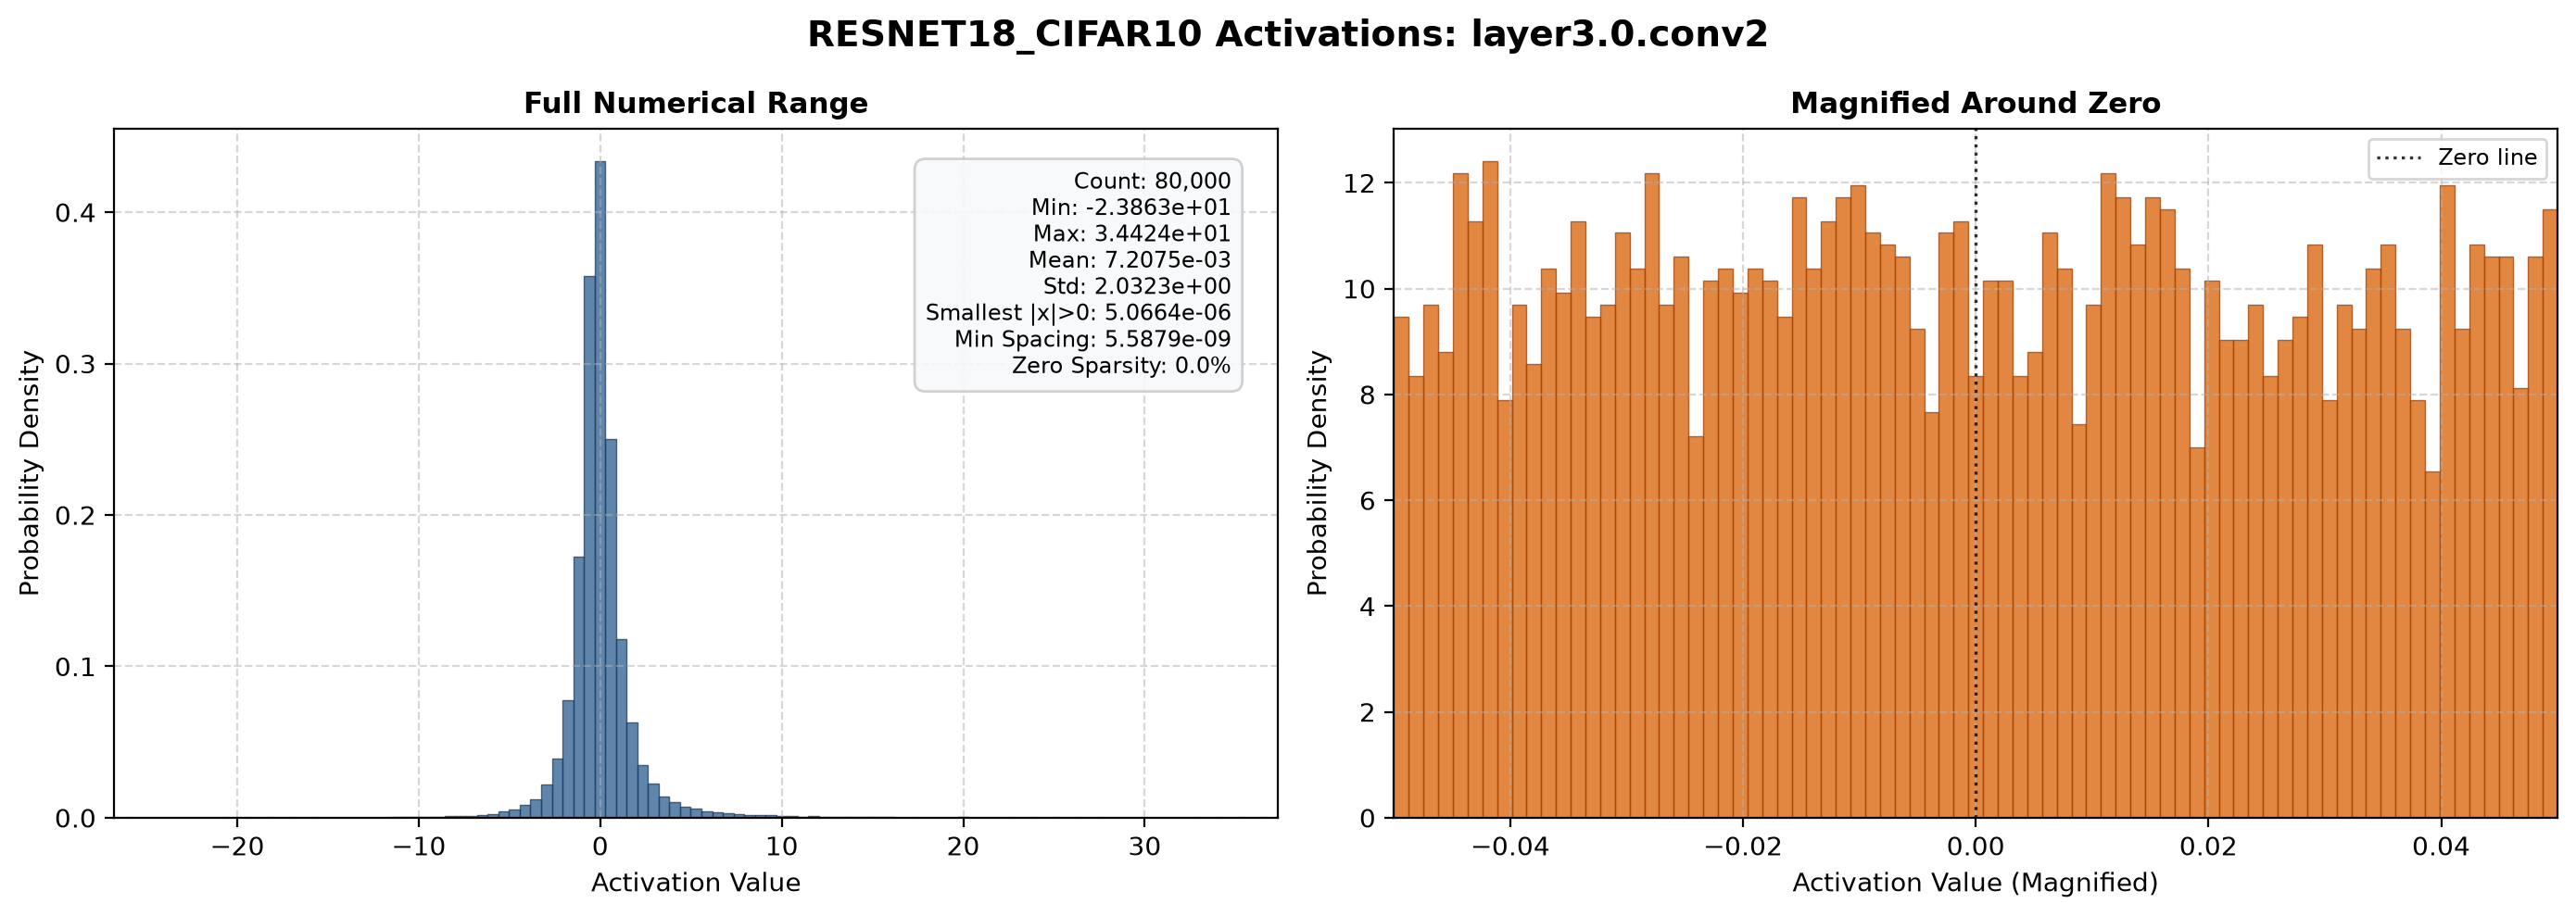 RESNET18_CIFAR10 Activations: layer3.0.conv2
Full Numerical Range
Probability Density
0.4
0.3
0.2
0.1
0.0
Count: 80,000
Min: -2.3863e+01
Max: 3.4424e+01
Mean: 7.2075e-03
Std: 2.0323e+00
Smallest |x|>0: 5.0664e-06
Min Spacing: 5.5879e-09
Zero Sparsity: 0.0%
−20 −10 0 10 20 30
Activation Value
Magnified Around Zero
Probability Density
12
10
8
6
4
2
0
Zero line
−0.04 −0.02 0.00 0.02 0.04
Activation Value (Magnified)